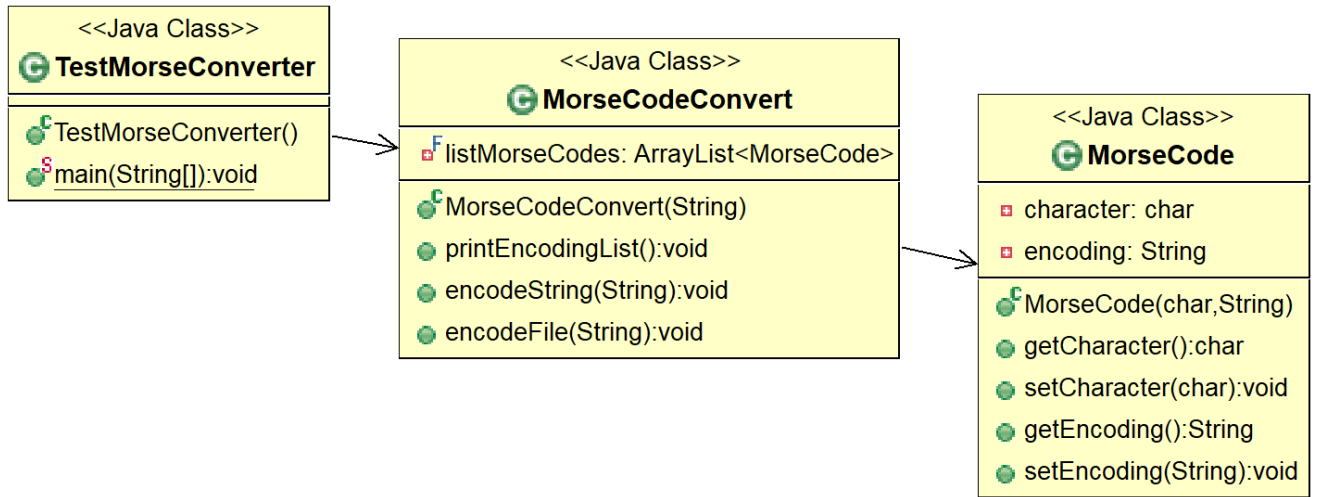 <<Java Class>>
TestMorseConverter
TestMorseConverter()
main(String[]):void
<<Java Class>>
MorseCodeConvert
listMorseCodes: ArrayList<MorseCode>
MorseCodeConvert(String)
printEncodingList():void
encodeString(String):void
encodeFile(String):void
<<Java Class>>
MorseCode
character: char
encoding: String
MorseCode(char,String)
getCharacter():char
setCharacter(char):void
getEncoding():String
setEncoding(String):void